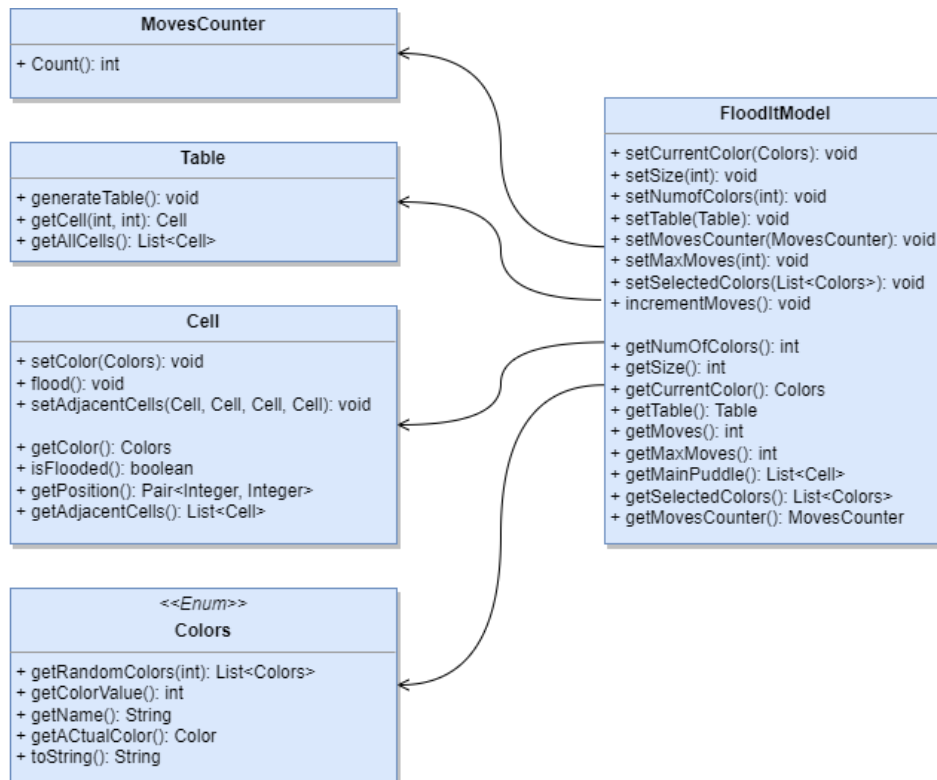 MovesCounter
+ Count(): int
Table
+ generateTable(): void
+ getCell(int, int): Cell
+ getAllCells(): List<Cell>
Cell
+ setColor(Colors): void
+ flood(): void
+ setAdjacentCells(Cell, Cell, Cell, Cell): void
+ getColor(): Colors
+ isFlooded(): boolean
+ getPosition(): Pair<Integer, Integer>
+ getAdjacentCells(): List<Cell>
<<Enum>>
Colors
+ getRandomColors(int): List<Colors>
+ getColorValue(): int
+ getName(): String
+ getACtualColor(): Color
+ toString(): String
FloodItModel
+ setCurrentColor(Colors): void
+ setSize(int): void
+ setNumofColors(int): void
+ setTable(Table): void
+ setMovesCounter(MovesCounter): void
+ setMaxMoves(int): void
+ setSelectedColors(List<Colors>): void
+ incrementMoves(): void
+ getNumOfColors(): int
+ getSize(): int
+ getCurrentColor(): Colors
+ getTable(): Table
+ getMoves(): int
+ getMaxMoves(): int
+ getMainPuddle(): List<Cell>
+ getSelectedColors(): List<Colors>
+ getMovesCounter(): MovesCounter